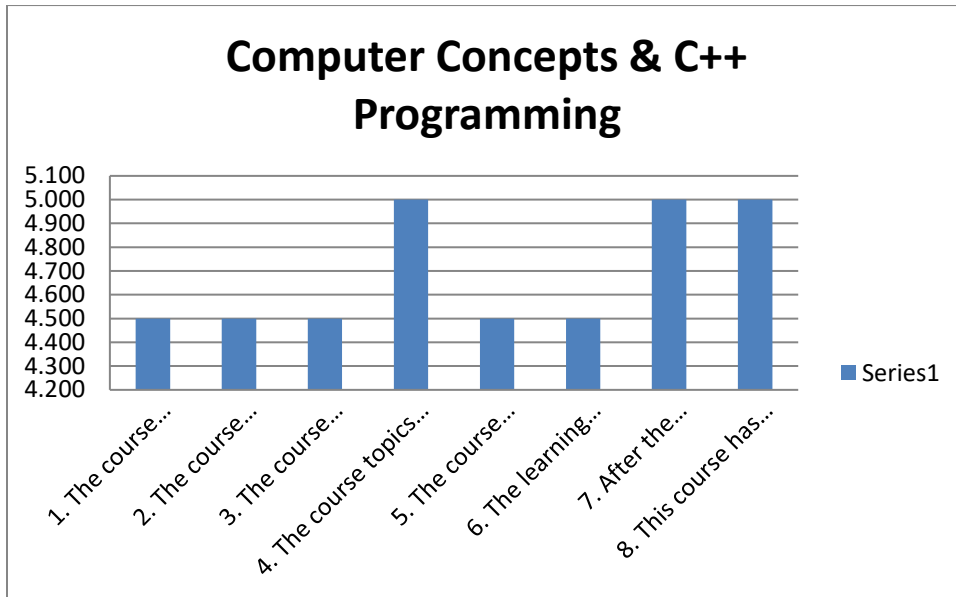 Computer Concepts & C++
Programming
5.100
5.000
4.900
4.800
4.700
4.600
4.500
4.400
4.300
4.200
Series1
1. The course...
2. The course...
3. The course...
4. The course topics...
5. The course...
6. The learning...
7. After the...
8. This course has...